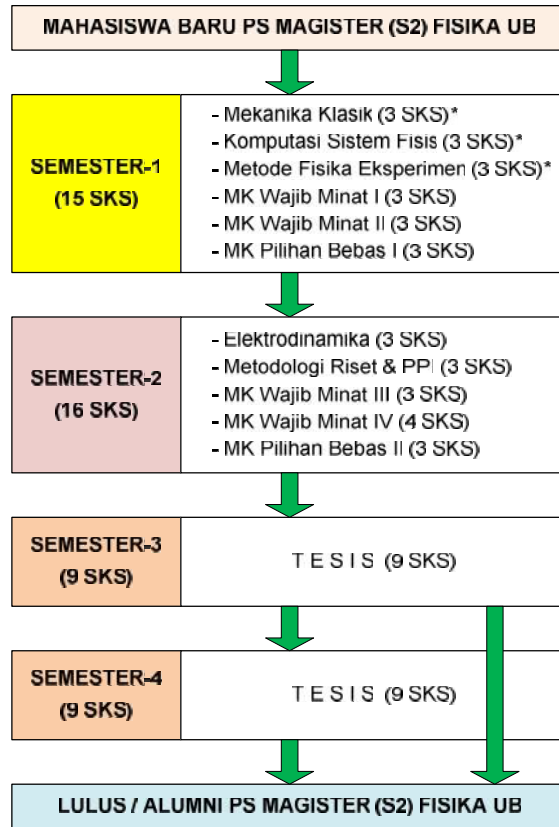 MAHASISWA BARU PS MAGISTER (S2) FISIKA UB
SEMESTER-1
(15 SKS)
- Mekanika Klasik (3 SKS)*
- Komputasi Sistem Fisis (3 SKS)*
- Metode Fisika Eksperimen (3 SKS)*
- MK Wajib Minat I (3 SKS)
- MK Wajib Minat II (3 SKS)
- MK Pilihan Bebas I (3 SKS)
SEMESTER-2
(16 SKS)
- Elektrodinamika (3 SKS)
- Metodologi Riset & PPI (3 SKS)
- MK Wajib Minat III (3 SKS)
- MK Wajib Minat IV (4 SKS)
- MK Pilihan Bebas II (3 SKS)
SEMESTER-3
(9 SKS)
T E S I S (9 SKS)
SEMESTER-4
(9 SKS)
T E S I S (9 SKS)
LULUS / ALUMNI PS MAGISTER (S2) FISIKA UB